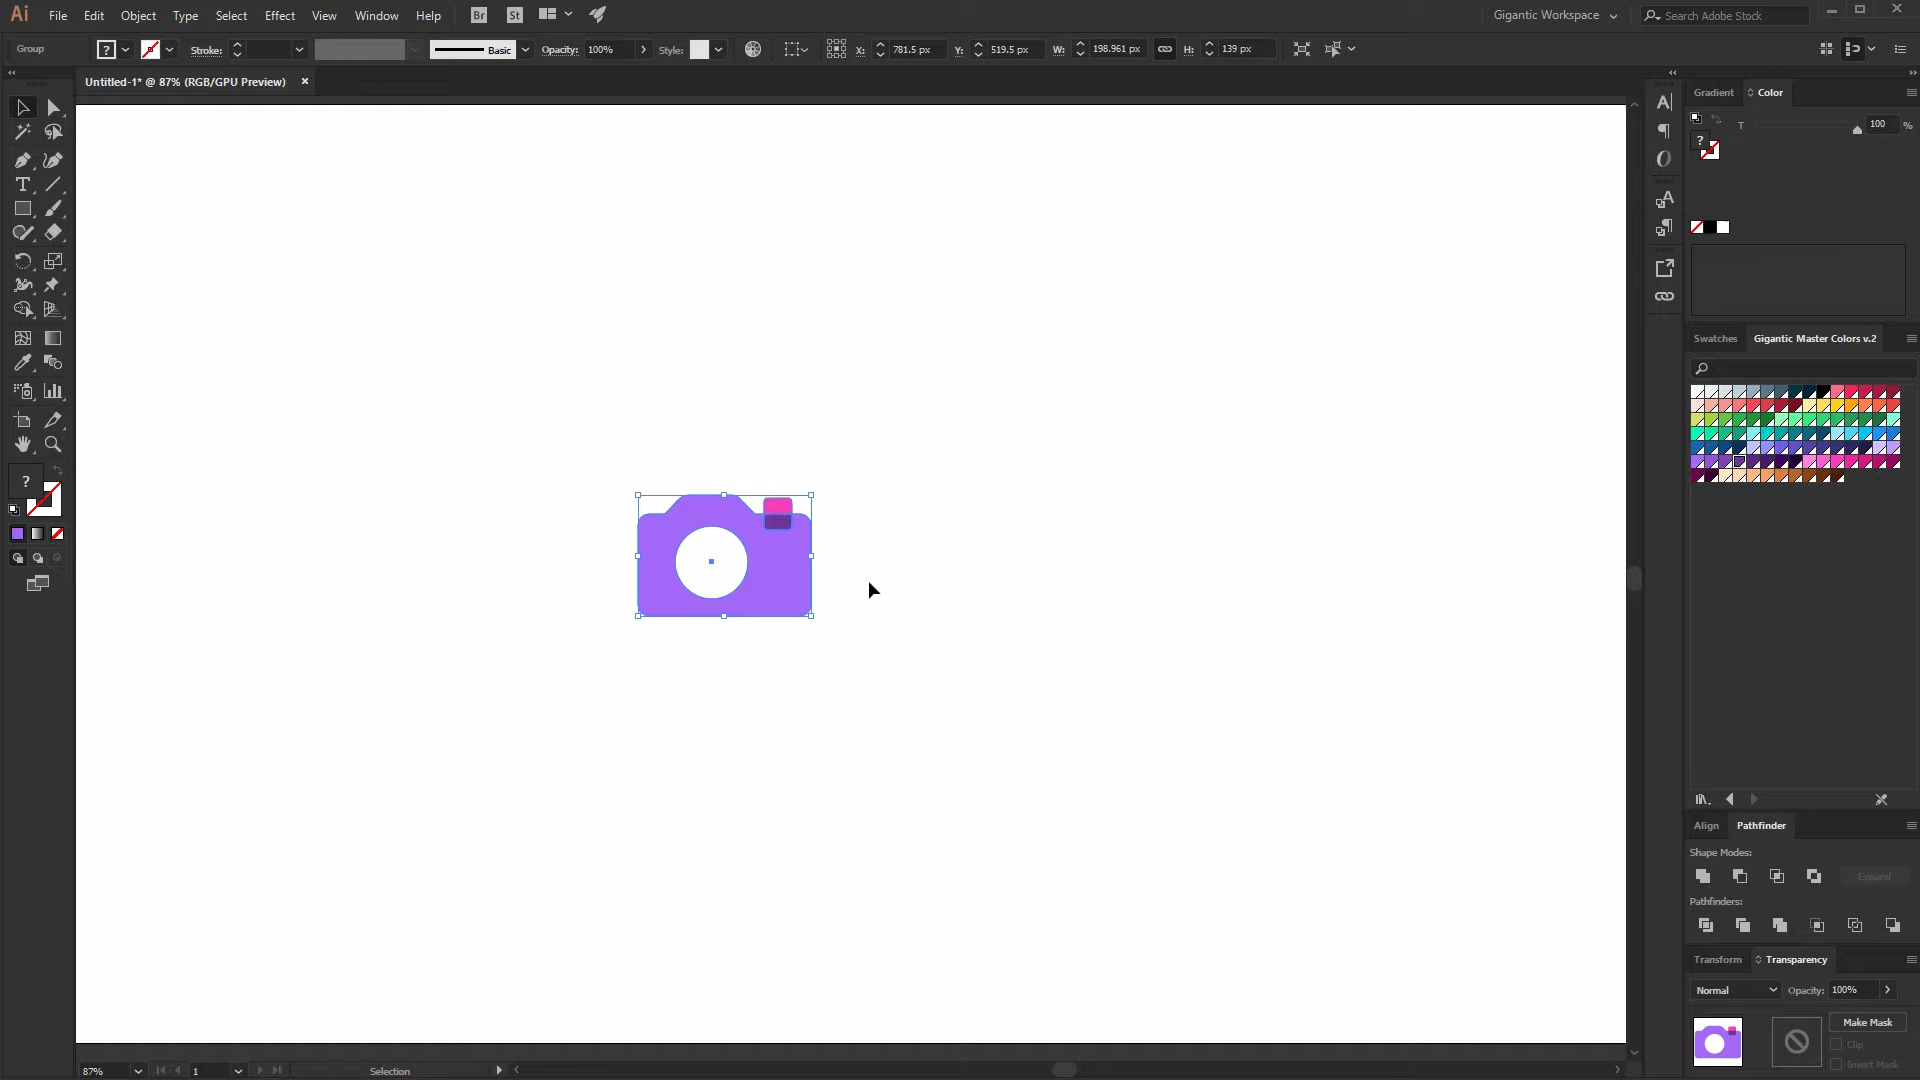 Ai File Edit Object Type Select Effect View Window Help Br St Gigantic Workspace Search Adobe Stock
Group ? Stroke: Basic Opacity: 100% Style: X: 781.5 px Y: 519.5 px W: 198.961 px H: 139 px
Untitled-1* @ 87% (RGB/GPU Preview) ×
Gradient Color
T 100 %
?
Swatches Gigantic Master Colors v.2
?
Align Pathfinder
Shape Modes:
Expand
Pathfinders:
Transform Transparency
Normal Opacity: 100%
Make Mask
Clip
Invert Mask
87% 1 Selection